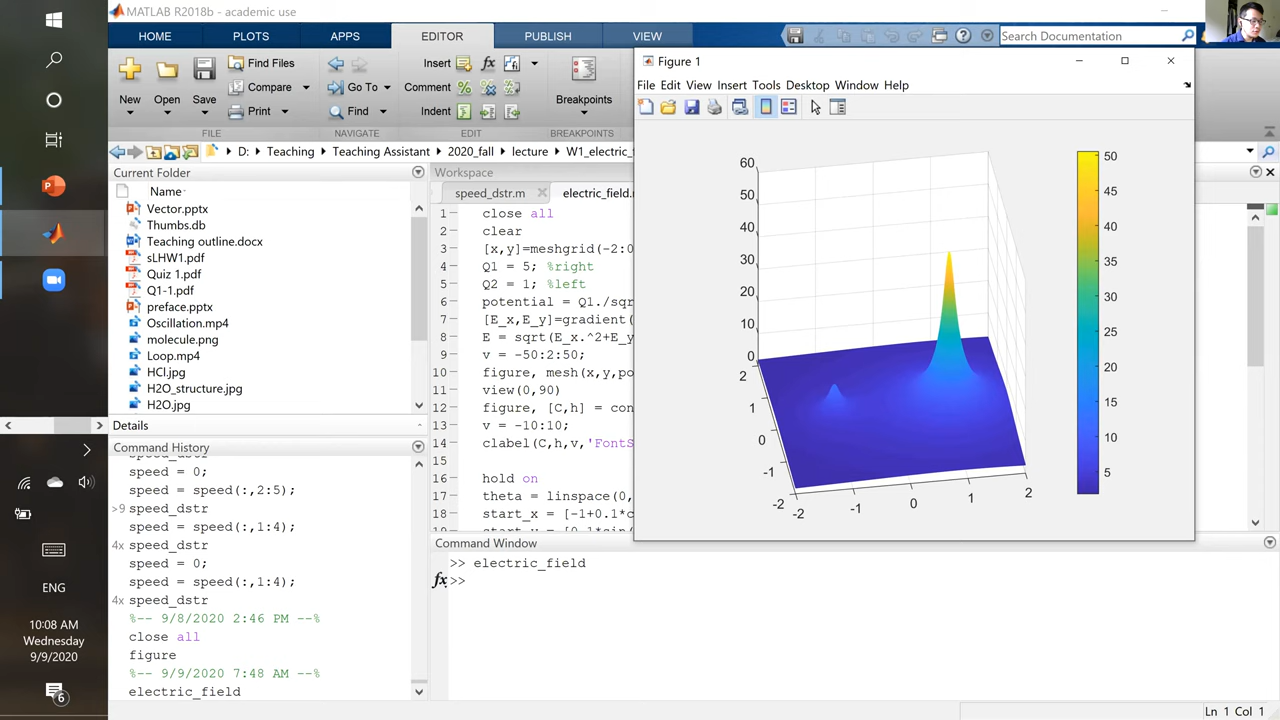 MATLAB R2018b - academic use
HOME PLOTS APPS EDITOR PUBLISH VIEW
Search Documentation
New
Open
Save
Find Files
Compare
Print
FILE
Go To
Find
NAVIGATE
Insert
Comment
Indent
EDIT
Breakpoints
BREAKPOINTS
D: Teaching Teaching Assistant 2020_fall lecture W1_electric_f
Current Folder
Name
Vector.pptx
Thumbs.db
Teaching outline.docx
sLHW1.pdf
Quiz 1.pdf
Q1-1.pdf
preface.pptx
Oscillation.mp4
molecule.png
Loop.mp4
HCl.jpg
H2O_structure.jpg
H2O.jpg
Details
Command History
speed_dstr
speed = 0;
speed = speed(:,2:5);
>9 speed_dstr
speed = speed(:,1:4);
4x speed_dstr
speed = 0;
speed = speed(:,1:4);
4x speed_dstr
%-- 9/8/2020 2:46 PM --%
close all
figure
%-- 9/9/2020 7:48 AM --%
electric_field
Workspace
speed_dstr.m electric_field.m
1 close all
2 clear
3 [x,y]=meshgrid(-2:0
4 Q1 = 5; %right
5 Q2 = 1; %left
6 potential = Q1./sqr
7 [E_x,E_y]=gradient(
8 E = sqrt(E_x.^2+E_y
9 v = -50:2:50;
10 figure, mesh(x,y,po
11 view(0,90)
12 figure, [C,h] = con
13 v = -10:10;
14 clabel(C,h,v,'FontS
15
16 hold on
17 theta = linspace(0,
18 start_x = [-1+0.1*c
19 start_y = [0.1*sin(
Command Window
>> electric_field
fx >>
Figure 1
File Edit View Insert Tools Desktop Window Help
60
50
40
30
20
10
0
2
1
0
-1
-2
-2
-1
0
1
2
50
45
40
35
30
25
20
15
10
5
ENG
10:08 AM
Wednesday
9/9/2020
6
Ln 1 Col 1